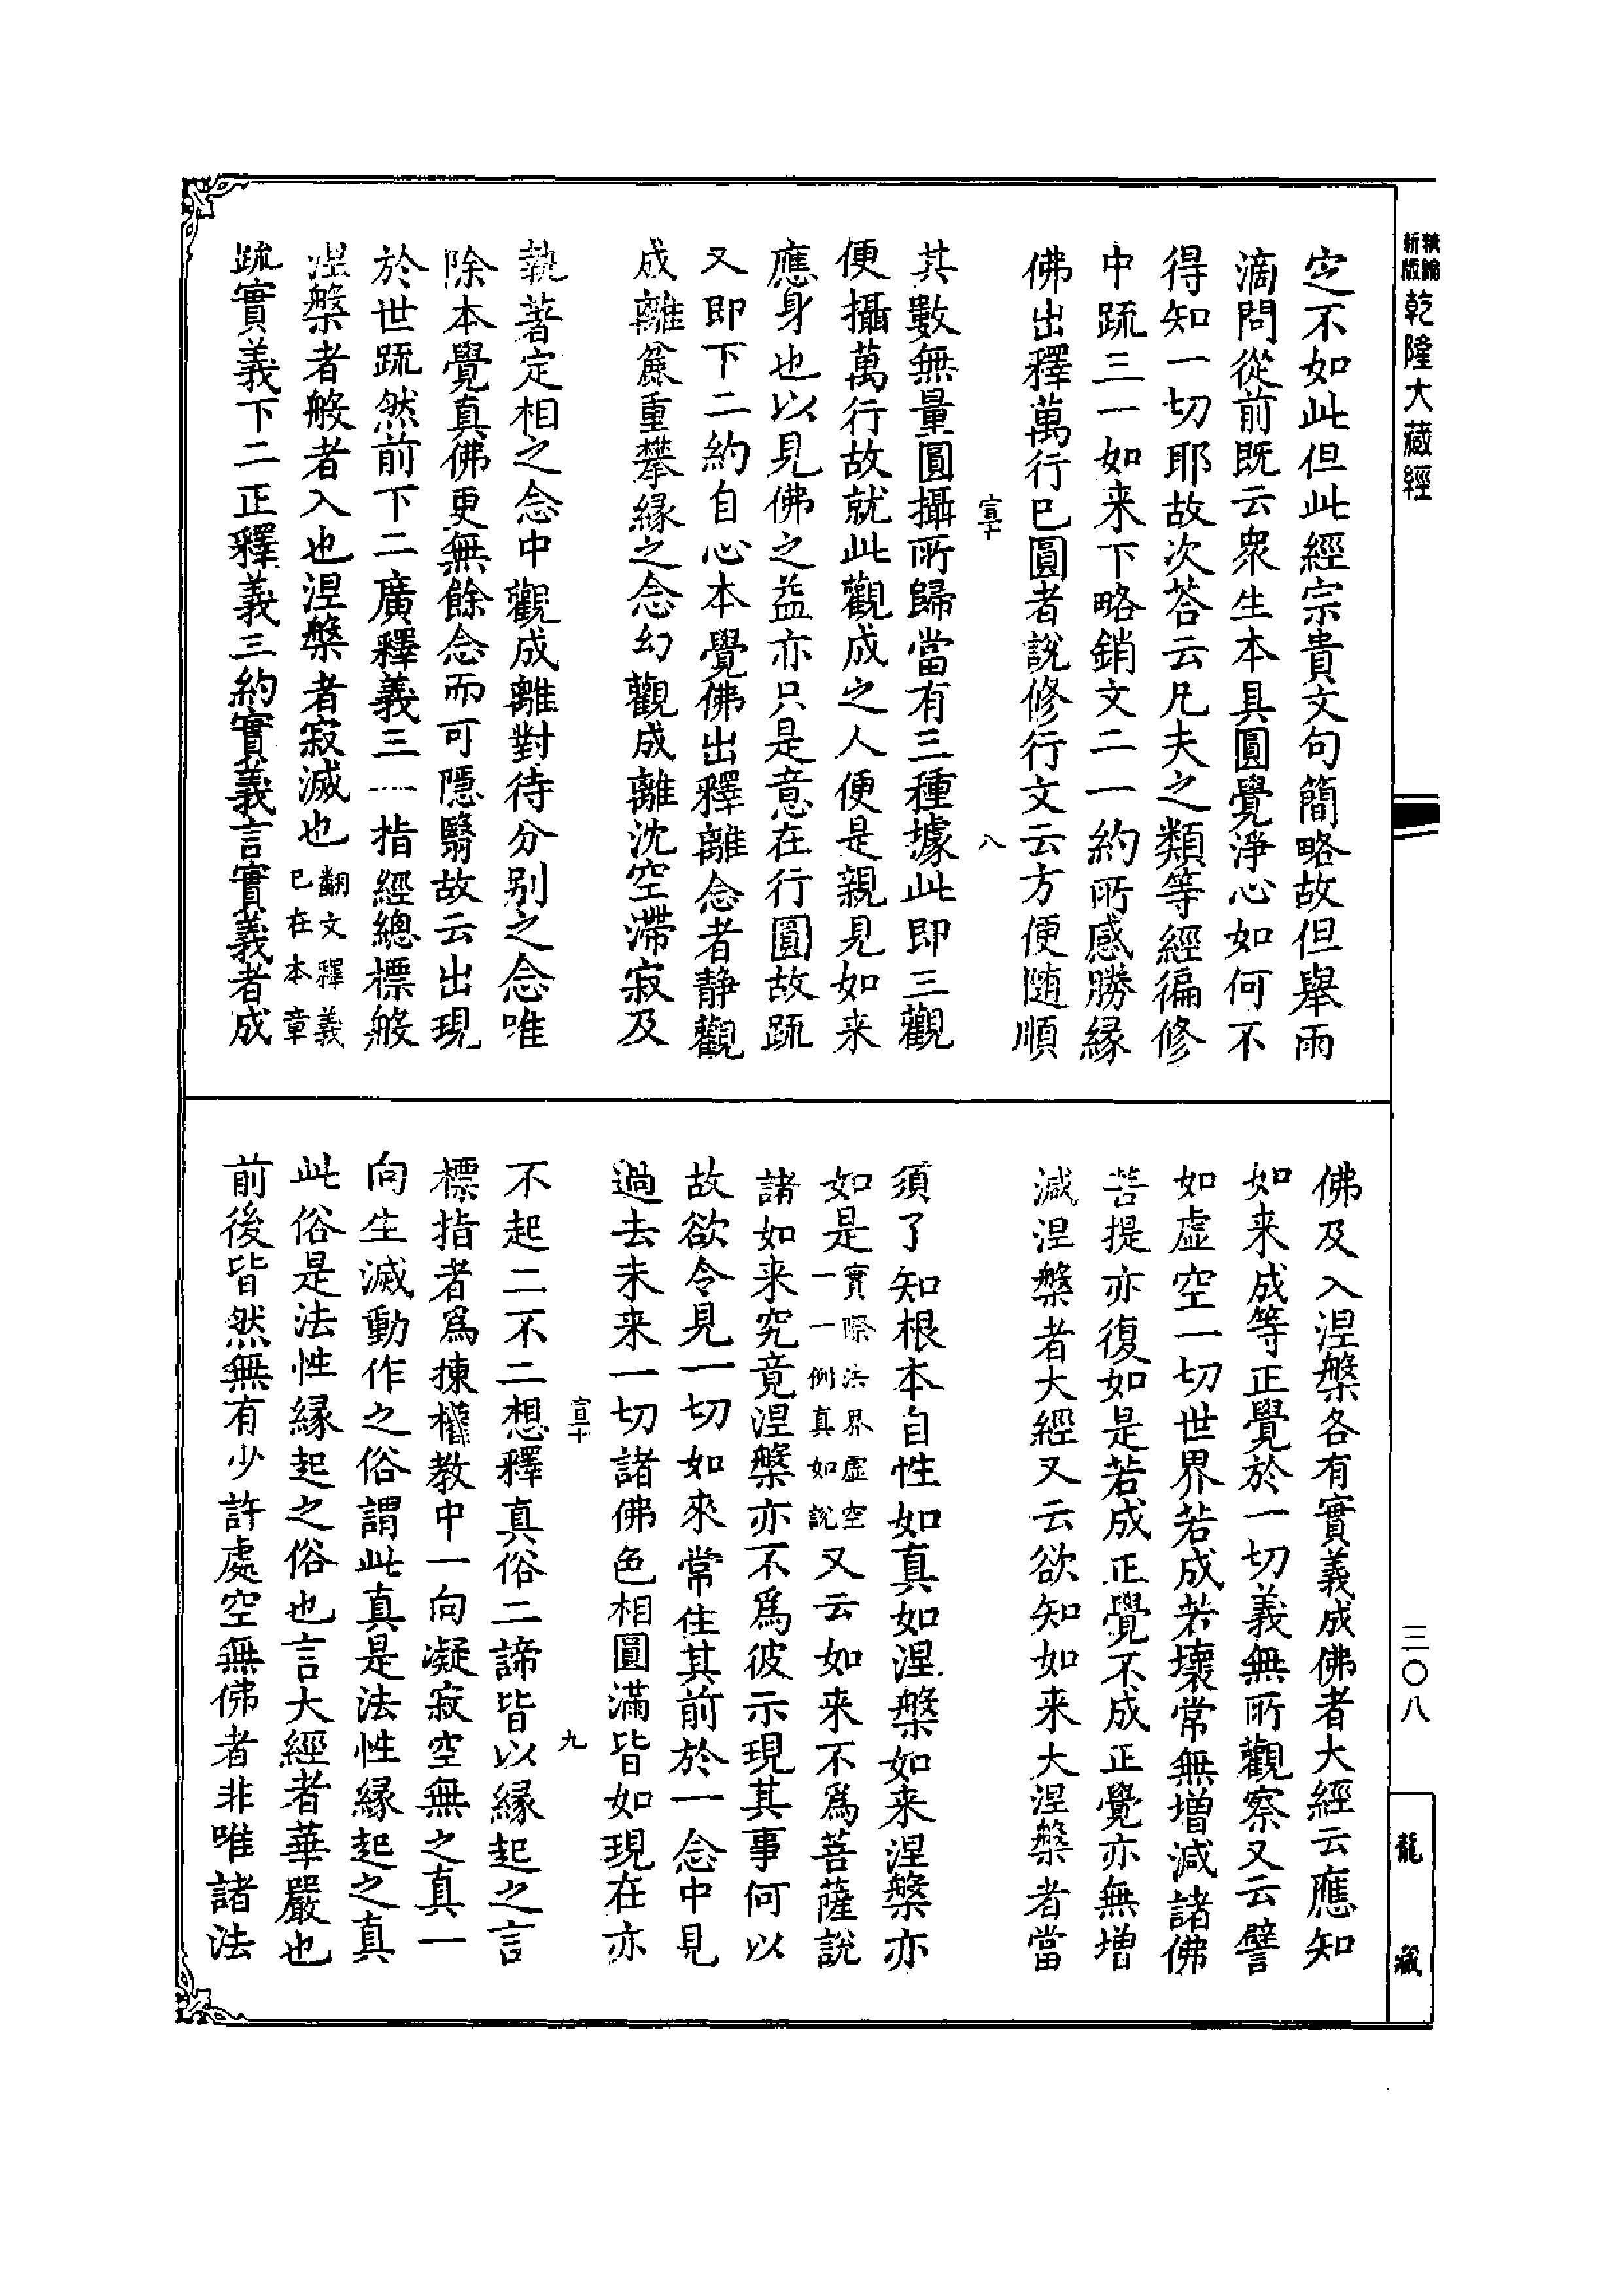 新版
精縮
乾隆大藏經
定不如此但此經宗貴文句簡略故但舉雨
滴問從前既云衆生本具圓覺淨心如何不
得知一切耶故次荅云凡夫之類等經徧修
中䟽三一如来下略銷文二一約所感勝縁
佛出釋萬行已圓者說修行文云方便随順
宣十
八
其數無量圓攝所歸當有三種據此即三觀
便攝萬行故就此觀成之人便是親見如来
應身也以見佛之益亦只是意在行圓故䟽
又即下二約自心本覺佛出釋離念者静觀
成離麁重攀縁之念幻觀成離沈空滯寂及
執著定相之念中觀成離對待分别之念唯
除本覺真佛更無餘念而可隱翳故云出現
於世䟽然前下二廣釋義三一指經總標般
涅槃者般者入也涅槃者寂滅也翻文釋義已在本章
䟽實義下二正釋義三約實義言實義者成
佛及入涅槃各有實義成佛者大經云應知
如来成等正覺於一切義無所觀察又云譬
如虛空一切世界若成若壞常無増減諸佛
菩提亦復如是若成正覺不成正覺亦無増
減涅槃者大經又云欲知如来大涅槃者當
須了知根本自性如真如涅槃如来涅槃亦
如是實際法界虛空一一例真如說又云如来不爲菩薩說
諸如来究竟涅槃亦不爲彼示現其事何以
故欲令見一切如來常住其前於一念中見
過去未来一切諸佛色相圓滿皆如現在亦
宣十
九
不起二不二想釋真俗二諦皆以縁起之言
標指者爲揀權教中一向凝寂空無之真一
向生滅動作之俗謂此真是法性縁起之真
此俗是法性縁起之俗也言大經者華嚴也
前後皆然無有少許處空無佛者非唯諸法
三〇八
龍藏